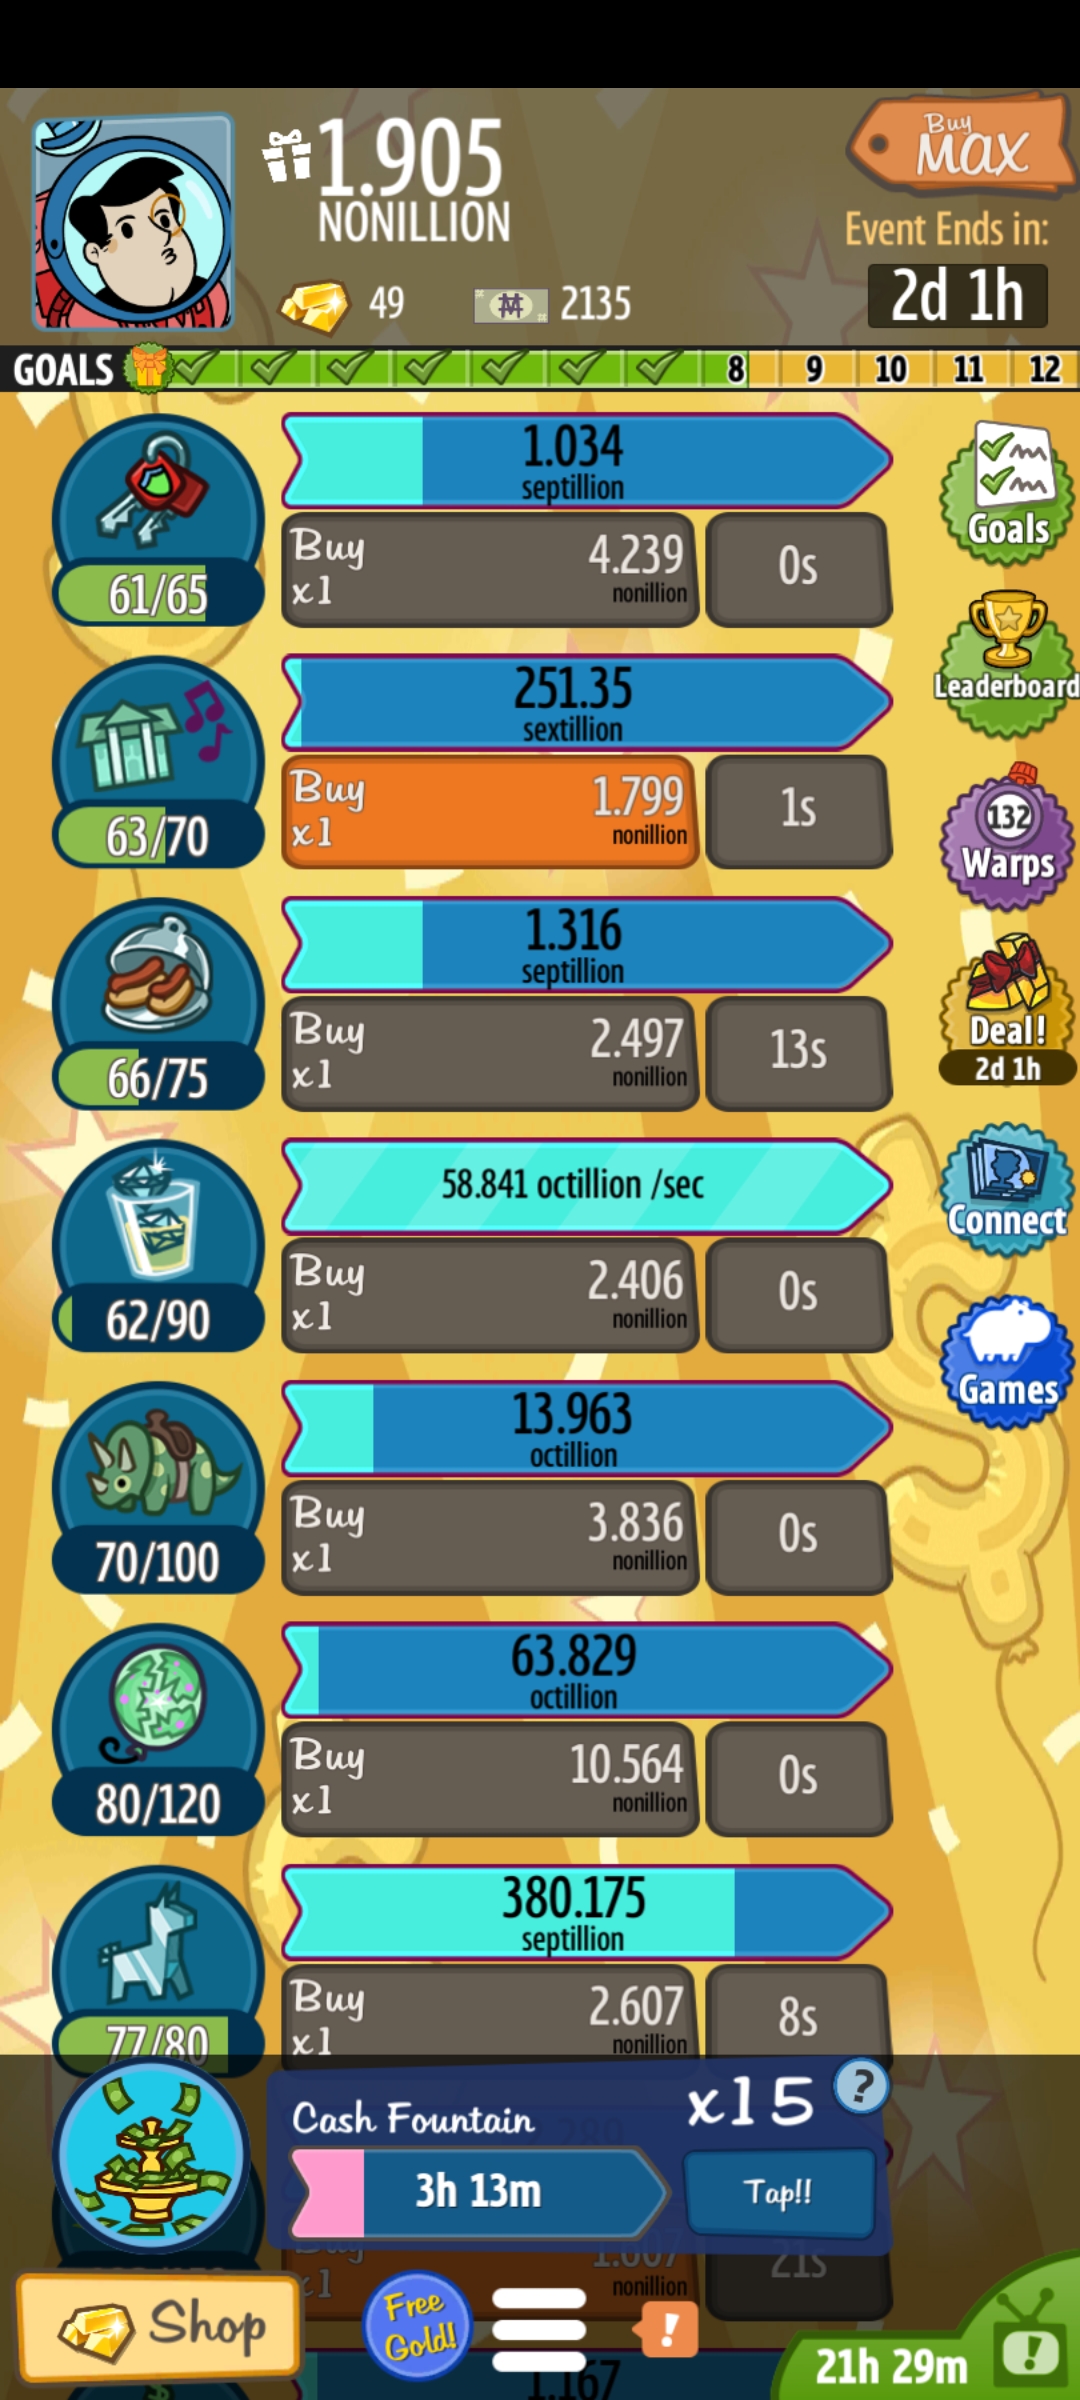 1.905
NONILLION
Buy
MAX
Event Ends in:
2d 1h
49
2135
GOALS
8
9
10
11
12
1.034
septillion
Buy
x1
4.239
nonillion
0s
61/65
Goals
251.35
sextillion
Buy
x1
1.799
nonillion
1s
63/70
Leaderboard
132
Warps
1.316
septillion
Buy
x1
2.497
nonillion
13s
66/75
Deal!
2d 1h
58.841 octillion /sec
Buy
x1
2.406
nonillion
0s
62/90
Connect
13.963
octillion
Buy
x1
3.836
nonillion
0s
70/100
Games
63.829
octillion
Buy
x1
10.564
nonillion
0s
80/120
380.175
septillion
Buy
x1
2.607
nonillion
8s
77/80
Cash Fountain
x15
?
3h 13m
Tap!!
x1
nonillion
21s
Shop
Free
Gold!
!
21h 29m
!
1.167